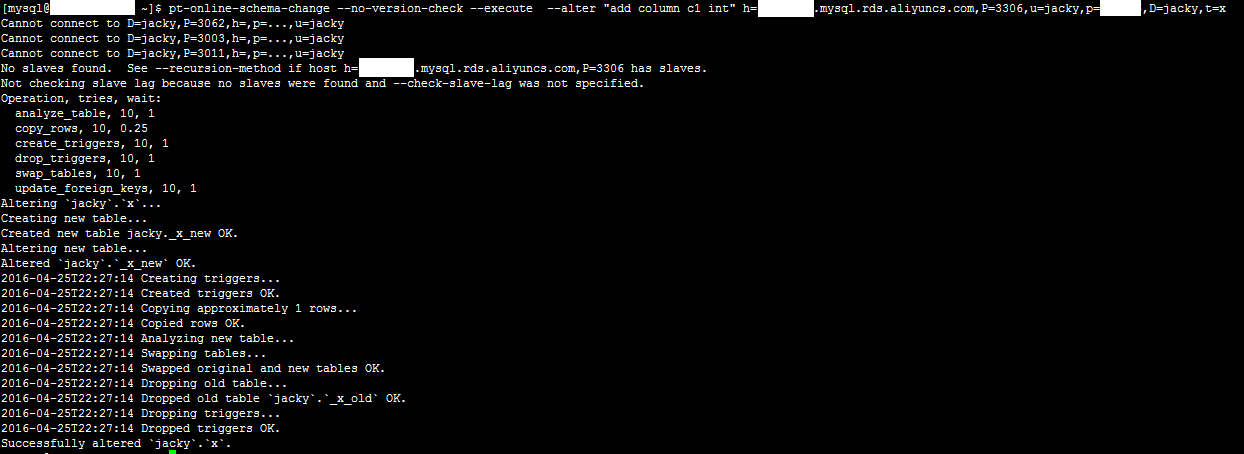 [mysql@ ~]$ pt-online-schema-change --no-version-check --execute  --alter "add column c1 int" h= .mysql.rds.aliyuncs.com,P=3306,u=jacky,p= ,D=jacky,t=x
Cannot connect to D=jacky,P=3062,h=,p=...,u=jacky
Cannot connect to D=jacky,P=3003,h=,p=...,u=jacky
Cannot connect to D=jacky,P=3011,h=,p=...,u=jacky
No slaves found.  See --recursion-method if host h= .mysql.rds.aliyuncs.com,P=3306 has slaves.
Not checking slave lag because no slaves were found and --check-slave-lag was not specified.
Operation, tries, wait:
  analyze_table, 10, 1
  copy_rows, 10, 0.25
  create_triggers, 10, 1
  drop_triggers, 10, 1
  swap_tables, 10, 1
  update_foreign_keys, 10, 1
Altering `jacky`.`x`...
Creating new table...
Created new table jacky._x_new OK.
Altering new table...
Altered `jacky`.`_x_new` OK.
2016-04-25T22:27:14 Creating triggers...
2016-04-25T22:27:14 Created triggers OK.
2016-04-25T22:27:14 Copying approximately 1 rows...
2016-04-25T22:27:14 Copied rows OK.
2016-04-25T22:27:14 Analyzing new table...
2016-04-25T22:27:14 Swapping tables...
2016-04-25T22:27:14 Swapped original and new tables OK.
2016-04-25T22:27:14 Dropping old table...
2016-04-25T22:27:14 Dropped old table `jacky`.`_x_old` OK.
2016-04-25T22:27:14 Dropping triggers...
2016-04-25T22:27:14 Dropped triggers OK.
Successfully altered `jacky`.`x`.